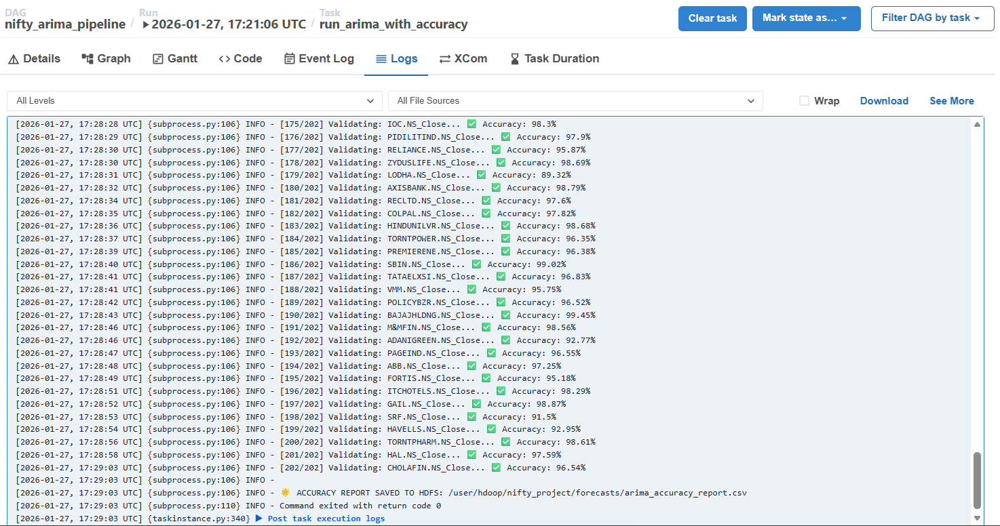 DAG Run Task
nifty_arima_pipeline / 2026-01-27, 17:21:06 UTC / run_arima_with_accuracy
Clear task Mark state as... Filter DAG by task
Details Graph Gantt <> Code Event Log Logs XCom Task Duration
All Levels All File Sources Wrap Download See More
[2026-01-27, 17:28:28 UTC] {subprocess.py:106} INFO - [175/202] Validating: IOC.NS_Close... ✅ Accuracy: 98.3%
[2026-01-27, 17:28:29 UTC] {subprocess.py:106} INFO - [176/202] Validating: PIDILITIND.NS_Close... ✅ Accuracy: 97.9%
[2026-01-27, 17:28:30 UTC] {subprocess.py:106} INFO - [177/202] Validating: RELIANCE.NS_Close... ✅ Accuracy: 95.87%
[2026-01-27, 17:28:30 UTC] {subprocess.py:106} INFO - [178/202] Validating: ZYDUSLIFE.NS_Close... ✅ Accuracy: 98.69%
[2026-01-27, 17:28:31 UTC] {subprocess.py:106} INFO - [179/202] Validating: LODHA.NS_Close... ✅ Accuracy: 89.32%
[2026-01-27, 17:28:32 UTC] {subprocess.py:106} INFO - [180/202] Validating: AXISBANK.NS_Close... ✅ Accuracy: 98.79%
[2026-01-27, 17:28:34 UTC] {subprocess.py:106} INFO - [181/202] Validating: RECLTD.NS_Close... ✅ Accuracy: 97.6%
[2026-01-27, 17:28:35 UTC] {subprocess.py:106} INFO - [182/202] Validating: COLPAL.NS_Close... ✅ Accuracy: 97.82%
[2026-01-27, 17:28:36 UTC] {subprocess.py:106} INFO - [183/202] Validating: HINDUNILVR.NS_Close... ✅ Accuracy: 98.68%
[2026-01-27, 17:28:37 UTC] {subprocess.py:106} INFO - [184/202] Validating: TORNTPOWER.NS_Close... ✅ Accuracy: 96.35%
[2026-01-27, 17:28:39 UTC] {subprocess.py:106} INFO - [185/202] Validating: PREMIERENE.NS_Close... ✅ Accuracy: 96.38%
[2026-01-27, 17:28:40 UTC] {subprocess.py:106} INFO - [186/202] Validating: SBIN.NS_Close... ✅ Accuracy: 99.02%
[2026-01-27, 17:28:41 UTC] {subprocess.py:106} INFO - [187/202] Validating: TATAELXSI.NS_Close... ✅ Accuracy: 96.83%
[2026-01-27, 17:28:41 UTC] {subprocess.py:106} INFO - [188/202] Validating: VMM.NS_Close... ✅ Accuracy: 95.75%
[2026-01-27, 17:28:42 UTC] {subprocess.py:106} INFO - [189/202] Validating: POLICYBZR.NS_Close... ✅ Accuracy: 96.52%
[2026-01-27, 17:28:43 UTC] {subprocess.py:106} INFO - [190/202] Validating: BAJAJHLDNG.NS_Close... ✅ Accuracy: 99.45%
[2026-01-27, 17:28:46 UTC] {subprocess.py:106} INFO - [191/202] Validating: M&MFIN.NS_Close... ✅ Accuracy: 98.56%
[2026-01-27, 17:28:46 UTC] {subprocess.py:106} INFO - [192/202] Validating: ADANIGREEN.NS_Close... ✅ Accuracy: 92.77%
[2026-01-27, 17:28:47 UTC] {subprocess.py:106} INFO - [193/202] Validating: PAGEIND.NS_Close... ✅ Accuracy: 96.55%
[2026-01-27, 17:28:48 UTC] {subprocess.py:106} INFO - [194/202] Validating: ABB.NS_Close... ✅ Accuracy: 97.25%
[2026-01-27, 17:28:49 UTC] {subprocess.py:106} INFO - [195/202] Validating: FORTIS.NS_Close... ✅ Accuracy: 95.18%
[2026-01-27, 17:28:51 UTC] {subprocess.py:106} INFO - [196/202] Validating: ITCHOTELS.NS_Close... ✅ Accuracy: 98.29%
[2026-01-27, 17:28:52 UTC] {subprocess.py:106} INFO - [197/202] Validating: GAIL.NS_Close... ✅ Accuracy: 98.87%
[2026-01-27, 17:28:53 UTC] {subprocess.py:106} INFO - [198/202] Validating: SRF.NS_Close... ✅ Accuracy: 91.5%
[2026-01-27, 17:28:54 UTC] {subprocess.py:106} INFO - [199/202] Validating: HAVELLS.NS_Close... ✅ Accuracy: 92.95%
[2026-01-27, 17:28:56 UTC] {subprocess.py:106} INFO - [200/202] Validating: TORNTPHARM.NS_Close... ✅ Accuracy: 98.61%
[2026-01-27, 17:28:58 UTC] {subprocess.py:106} INFO - [201/202] Validating: HAL.NS_Close... ✅ Accuracy: 97.59%
[2026-01-27, 17:29:03 UTC] {subprocess.py:106} INFO - [202/202] Validating: CHOLAFIN.NS_Close... ✅ Accuracy: 96.54%
[2026-01-27, 17:29:03 UTC] {subprocess.py:106} INFO -
[2026-01-27, 17:29:03 UTC] {subprocess.py:106} INFO - 🌟 ACCURACY REPORT SAVED TO HDFS: /user/hdoop/nifty_project/forecasts/arima_accuracy_report.csv
[2026-01-27, 17:29:03 UTC] {subprocess.py:110} INFO - Command exited with return code 0
[2026-01-27, 17:29:03 UTC] {taskinstance.py:340} ▶ Post task execution logs